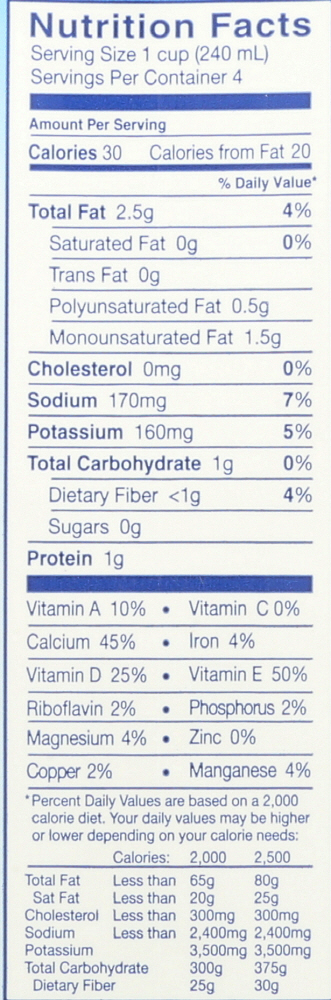 Nutrition Facts
Serving Size 1 cup (240 mL)
Servings Per Container 4
Amount Per Serving
Calories 30 Calories from Fat 20
% Daily Value*
Total Fat 2.5g 4%
Saturated Fat 0g 0%
Trans Fat 0g
Polyunsaturated Fat 0.5g
Monounsaturated Fat 1.5g
Cholesterol 0mg 0%
Sodium 170mg 7%
Potassium 160mg 5%
Total Carbohydrate 1g 0%
Dietary Fiber <1g 4%
Sugars 0g
Protein 1g
Vitamin A 10% • Vitamin C 0%
Calcium 45% • Iron 4%
Vitamin D 25% • Vitamin E 50%
Riboflavin 2% • Phosphorus 2%
Magnesium 4% • Zinc 0%
Copper 2% • Manganese 4%
*Percent Daily Values are based on a 2,000
calorie diet. Your daily values may be higher
or lower depending on your calorie needs:
Calories: 2,000 2,500
Total Fat Less than 65g 80g
Sat Fat Less than 20g 25g
Cholesterol Less than 300mg 300mg
Sodium Less than 2,400mg 2,400mg
Potassium 3,500mg 3,500mg
Total Carbohydrate 300g 375g
Dietary Fiber 25g 30g